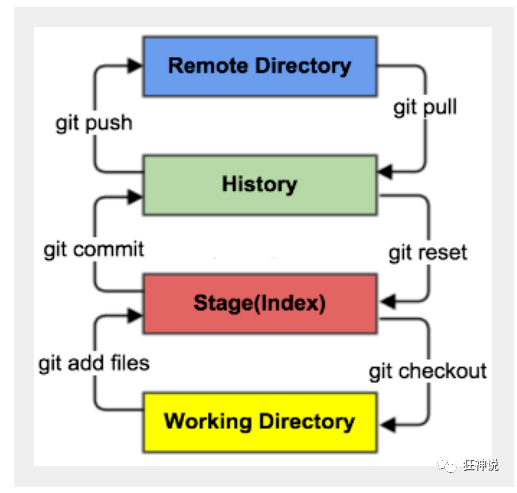 Remote Directory
git push
git pull
History
git commit
git reset
Stage(Index)
git add files
git checkout
Working Directory
狂神说